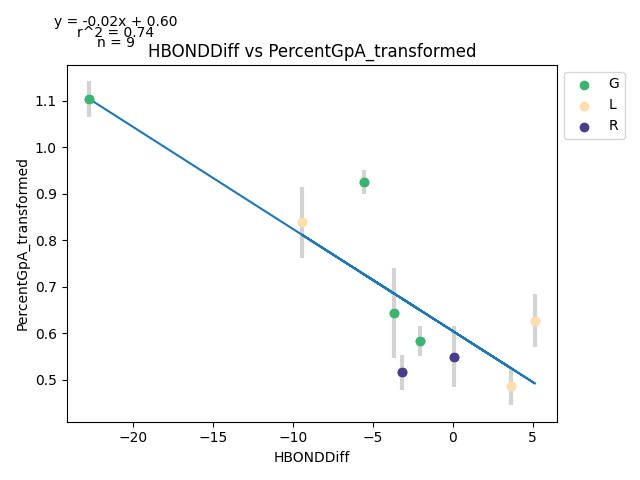 y = -0.02x + 0.60
r^2 = 0.74
n = 9
HBONDDiff vs PercentGpA_transformed
G
L
R
PercentGpA_transformed
1.1
1.0
0.9
0.8
0.7
0.6
0.5
−20
−15
−10
−5
0
5
HBONDDiff